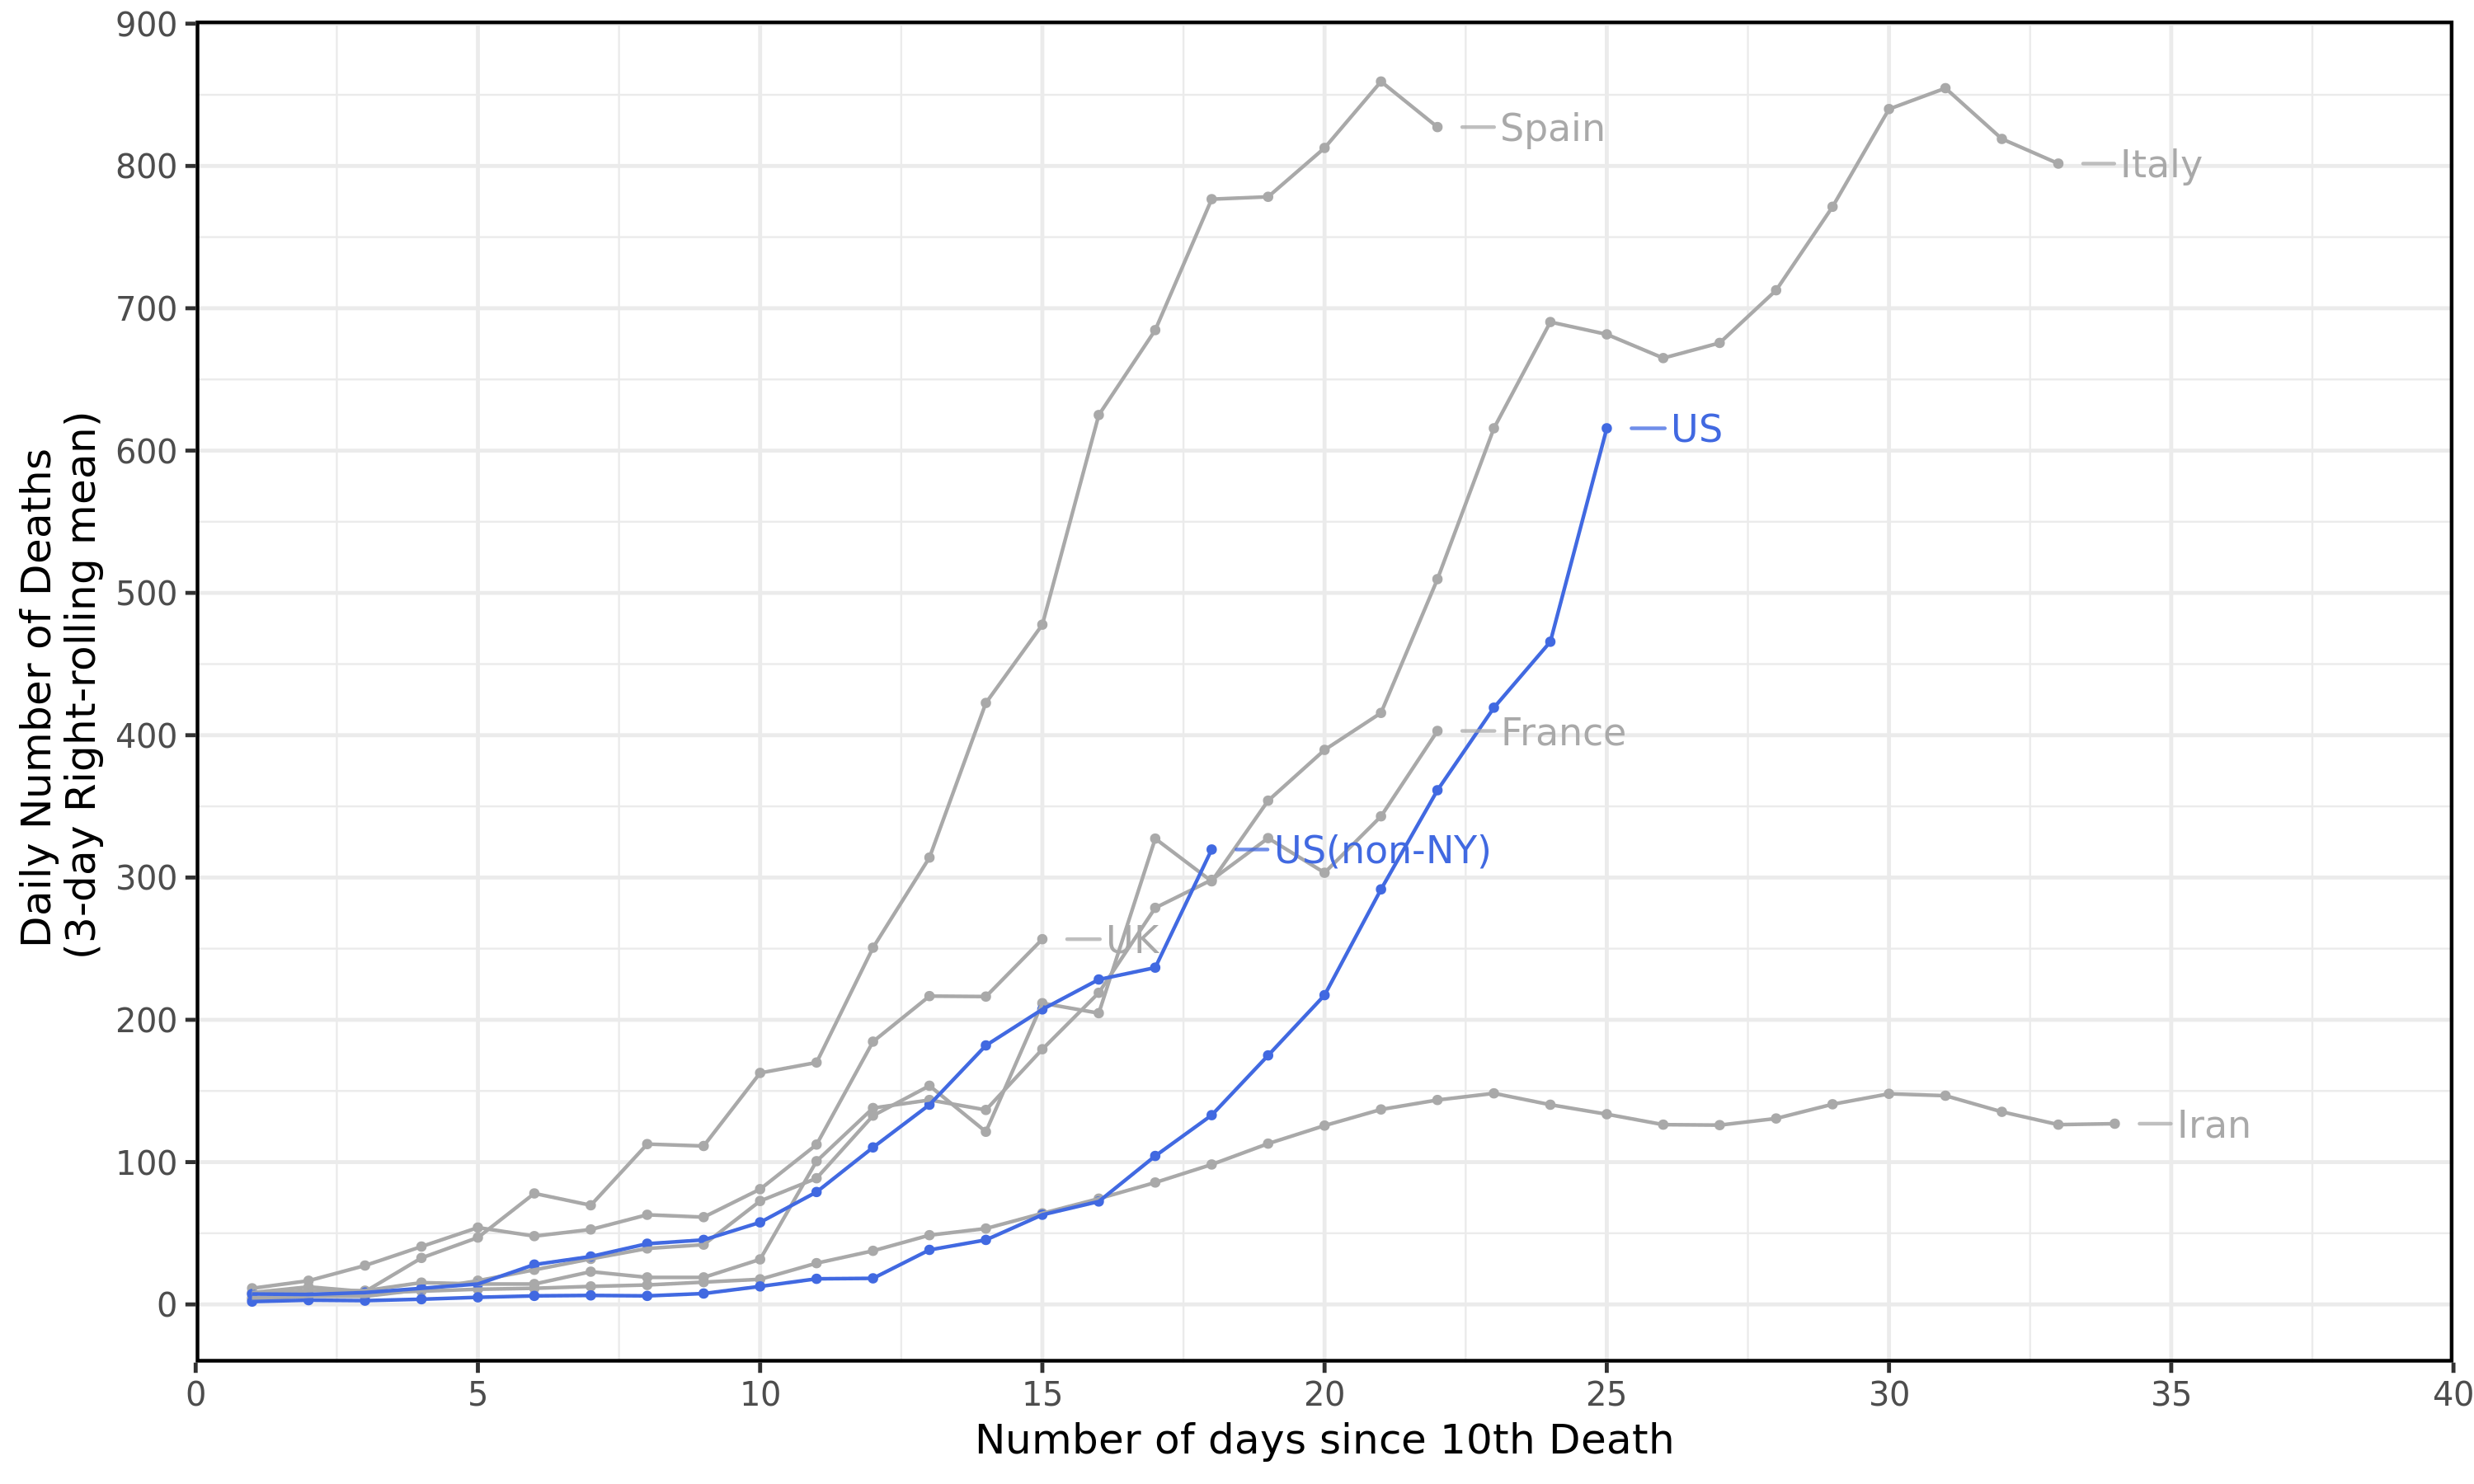 900
800
700
600
500
400
300
200
100
0
Daily Number of Deaths
(3-day Right-rolling mean)
Spain
Italy
US
France
US(non-NY)
UK
Iran
0 5 10 15 20 25 30 35 40
Number of days since 10th Death